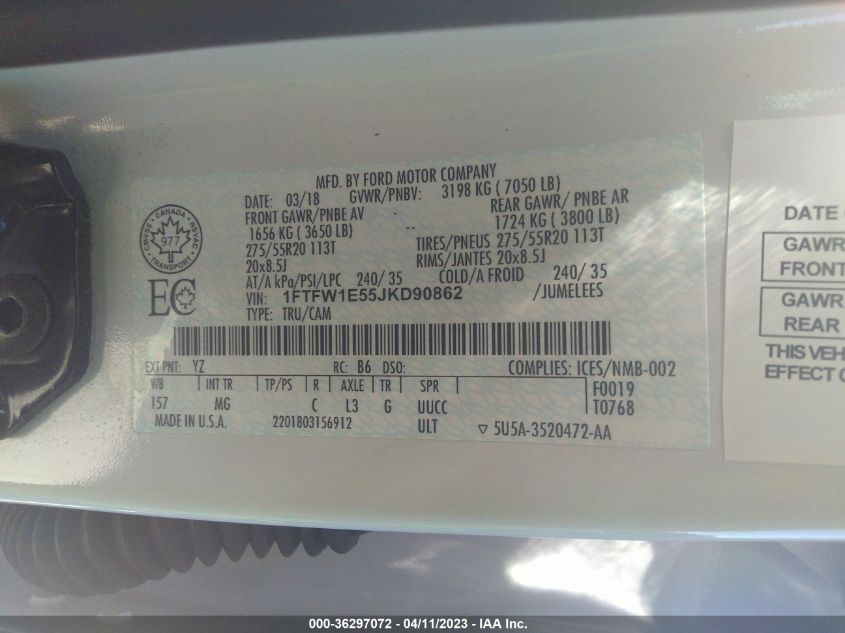 MFD. BY FORD MOTOR COMPANY
DATE: 03/18 GVWR/PNBV: 3198 KG ( 7050 LB)
FRONT GAWR/PNBE AV REAR GAWR/ PNBE AR
1656 KG ( 3650 LB) -- 1724 KG ( 3800 LB)
275/55R20 113T TIRES/PNEUS 275/55R20 113T
20x8.5J RIMS/JANTES 20x8.5J
AT/A kPa/PSI/LPC 240/ 35 COLD/A FROID 240/ 35
VIN: 1FTFW1E55JKD90862 /JUMELEES
TYPE: TRU/CAM
CMVSS • CANADA • NSVAC
977
TRANSPORT
EC
EXT PNT: YZ RC: B6 DSO: COMPLIES: ICES/NMB-002
WB INT TR TP/PS R AXLE TR SPR F0019
157 MG C L3 G UUCC T0768
MADE IN U.S.A. 2201803156912 ULT ▽ 5U5A-3520472-AA
DATE O
GAWR
FRONT
GAWR
REAR
THIS VEH
EFFECT O
000-36297072 - 04/11/2023 - IAA Inc.